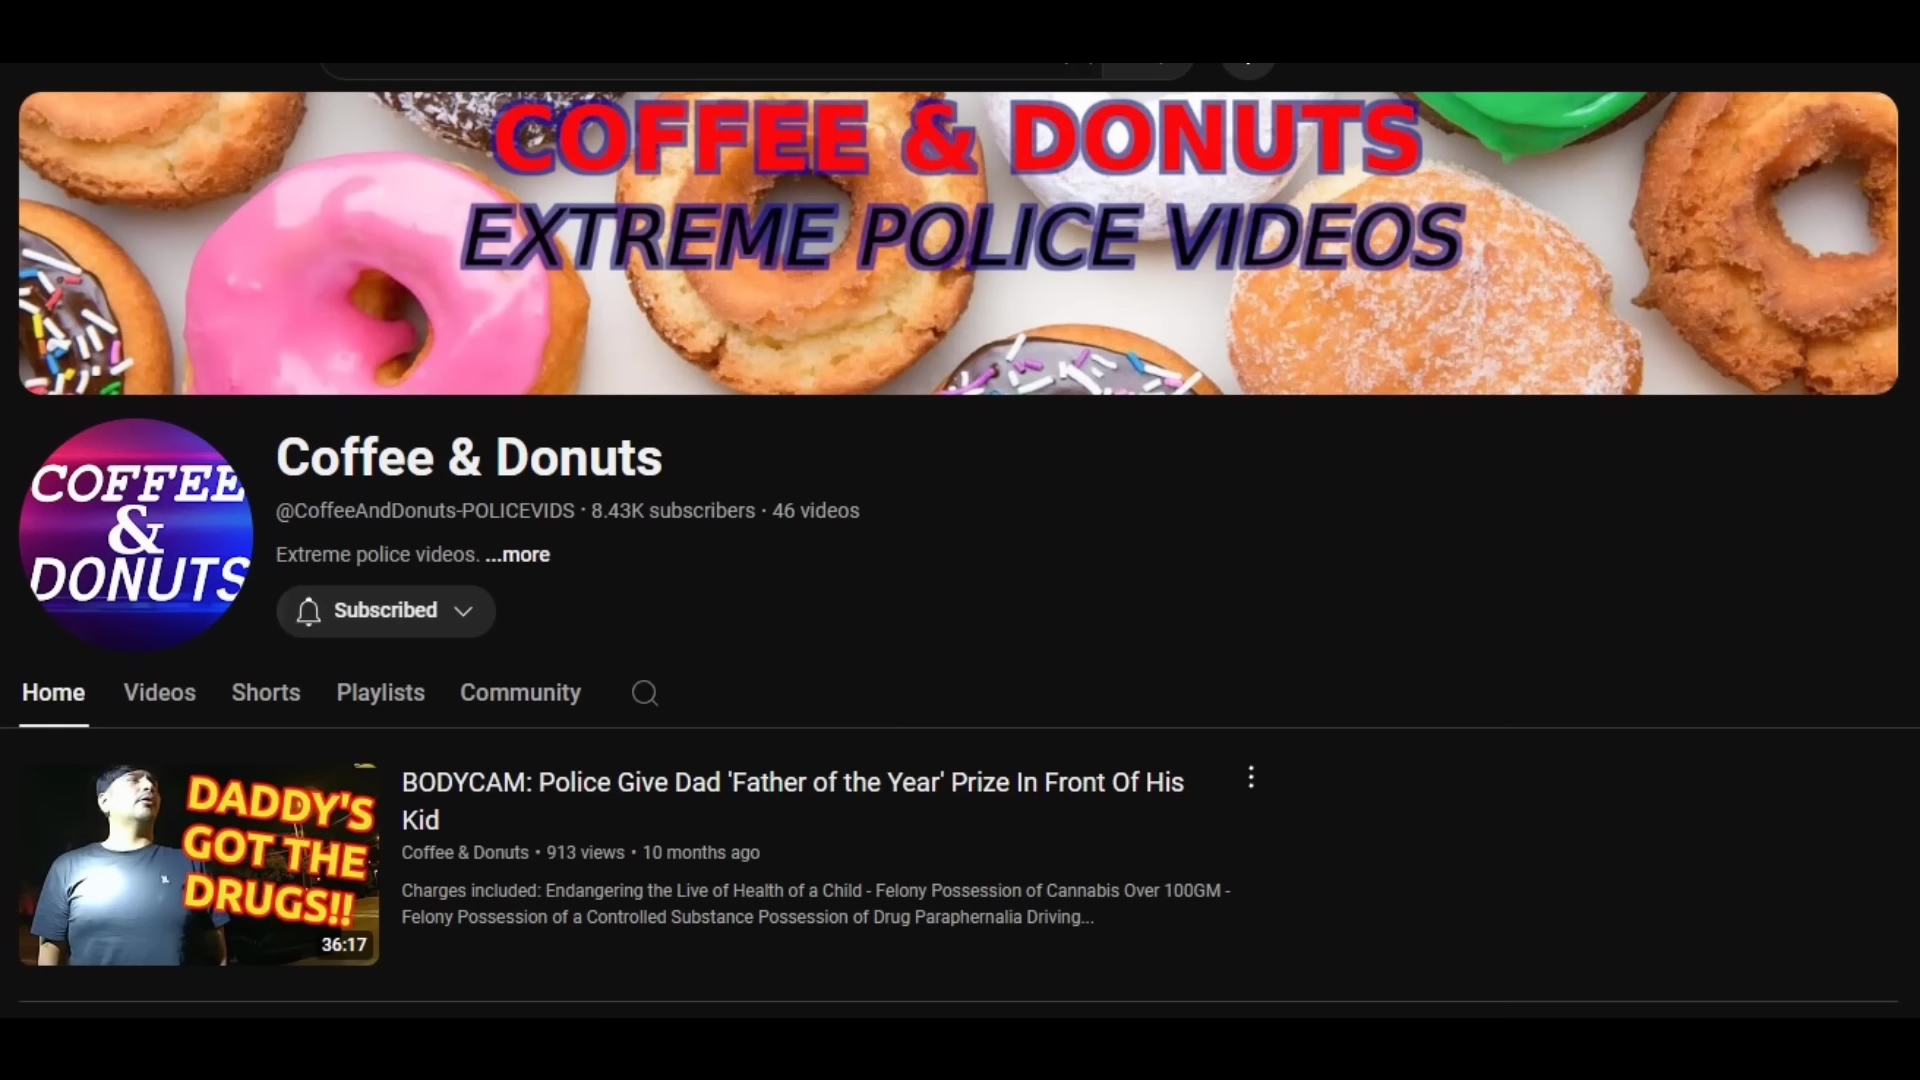 COFFEE & DONUTS
EXTREME POLICE VIDEOS
COFFEE
&
DONUTS
Coffee & Donuts
@CoffeeAndDonuts-POLICEVIDS · 8.43K subscribers · 46 videos
Extreme police videos. ...more
Subscribed
Home Videos Shorts Playlists Community
DADDY'S
GOT THE
DRUGS!!
36:17
BODYCAM: Police Give Dad 'Father of the Year' Prize In Front Of His
Kid
Coffee & Donuts • 913 views • 10 months ago
Charges included: Endangering the Live of Health of a Child - Felony Possession of Cannabis Over 100GM -
Felony Possession of a Controlled Substance Possession of Drug Paraphernalia Driving...